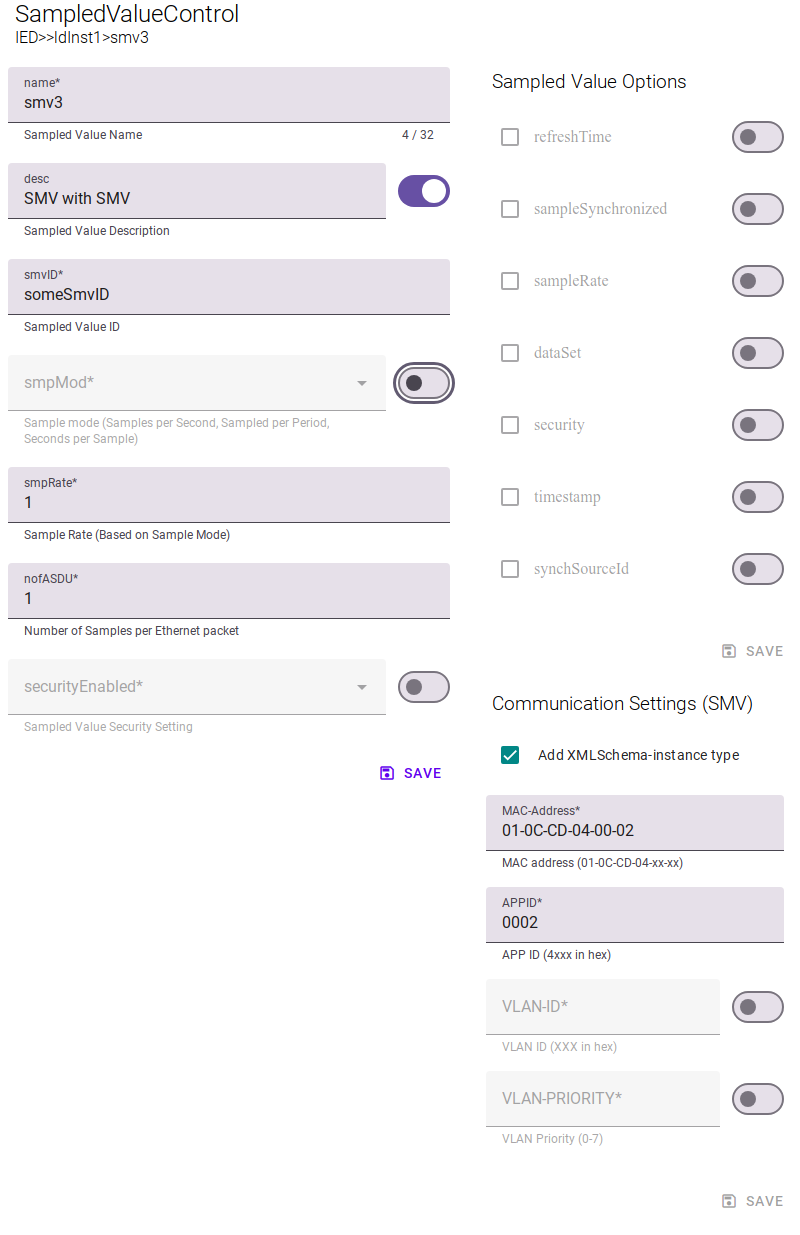 SampledValueControl
IED>>IdInst1>smv3
name*
smv3
Sampled Value Name
4 / 32
desc
SMV with SMV
Sampled Value Description
smvID*
someSmvID
Sampled Value ID
smpMod*
Sample mode (Samples per Second, Sampled per Period,
Seconds per Sample)
smpRate*
1
Sample Rate (Based on Sample Mode)
nofASDU*
1
Number of Samples per Ethernet packet
securityEnabled*
Sampled Value Security Setting
SAVE
Sampled Value Options
refreshTime
sampleSynchronized
sampleRate
dataSet
security
timestamp
synchSourceId
SAVE
Communication Settings (SMV)
Add XMLSchema-instance type
MAC-Address*
01-0C-CD-04-00-02
MAC address (01-0C-CD-04-xx-xx)
APPID*
0002
APP ID (4xxx in hex)
VLAN-ID*
VLAN ID (XXX in hex)
VLAN-PRIORITY*
VLAN Priority (0-7)
SAVE